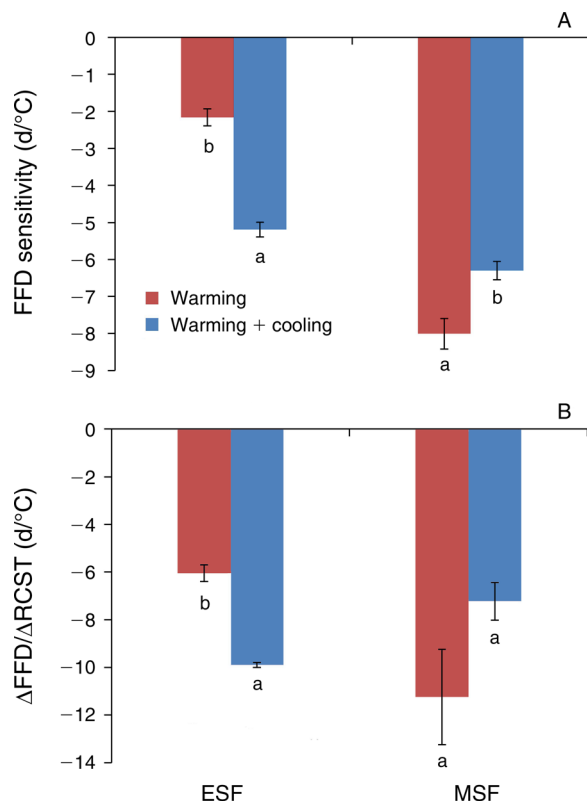 A
FFD sensitivity (d/°C)
0
−1
−2
−3
−4
−5
−6
−7
−8
−9
b
a
a
b
Warming
Warming + cooling
B
ΔFFD/ΔRCST (d/°C)
0
−2
−4
−6
−8
−10
−12
−14
b
a
a
a
ESF MSF